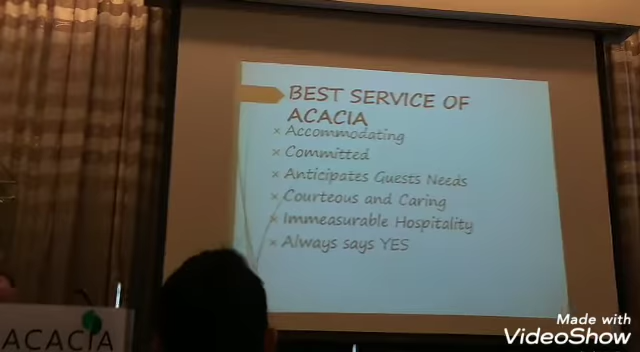 BEST SERVICE OF
ACACIA
× Accommodating
× Committed
× Anticipates Guests Needs
× Courteous and Caring
× Immeasurable Hospitality
× Always says YES
ACACIA
Made with
VideoShow